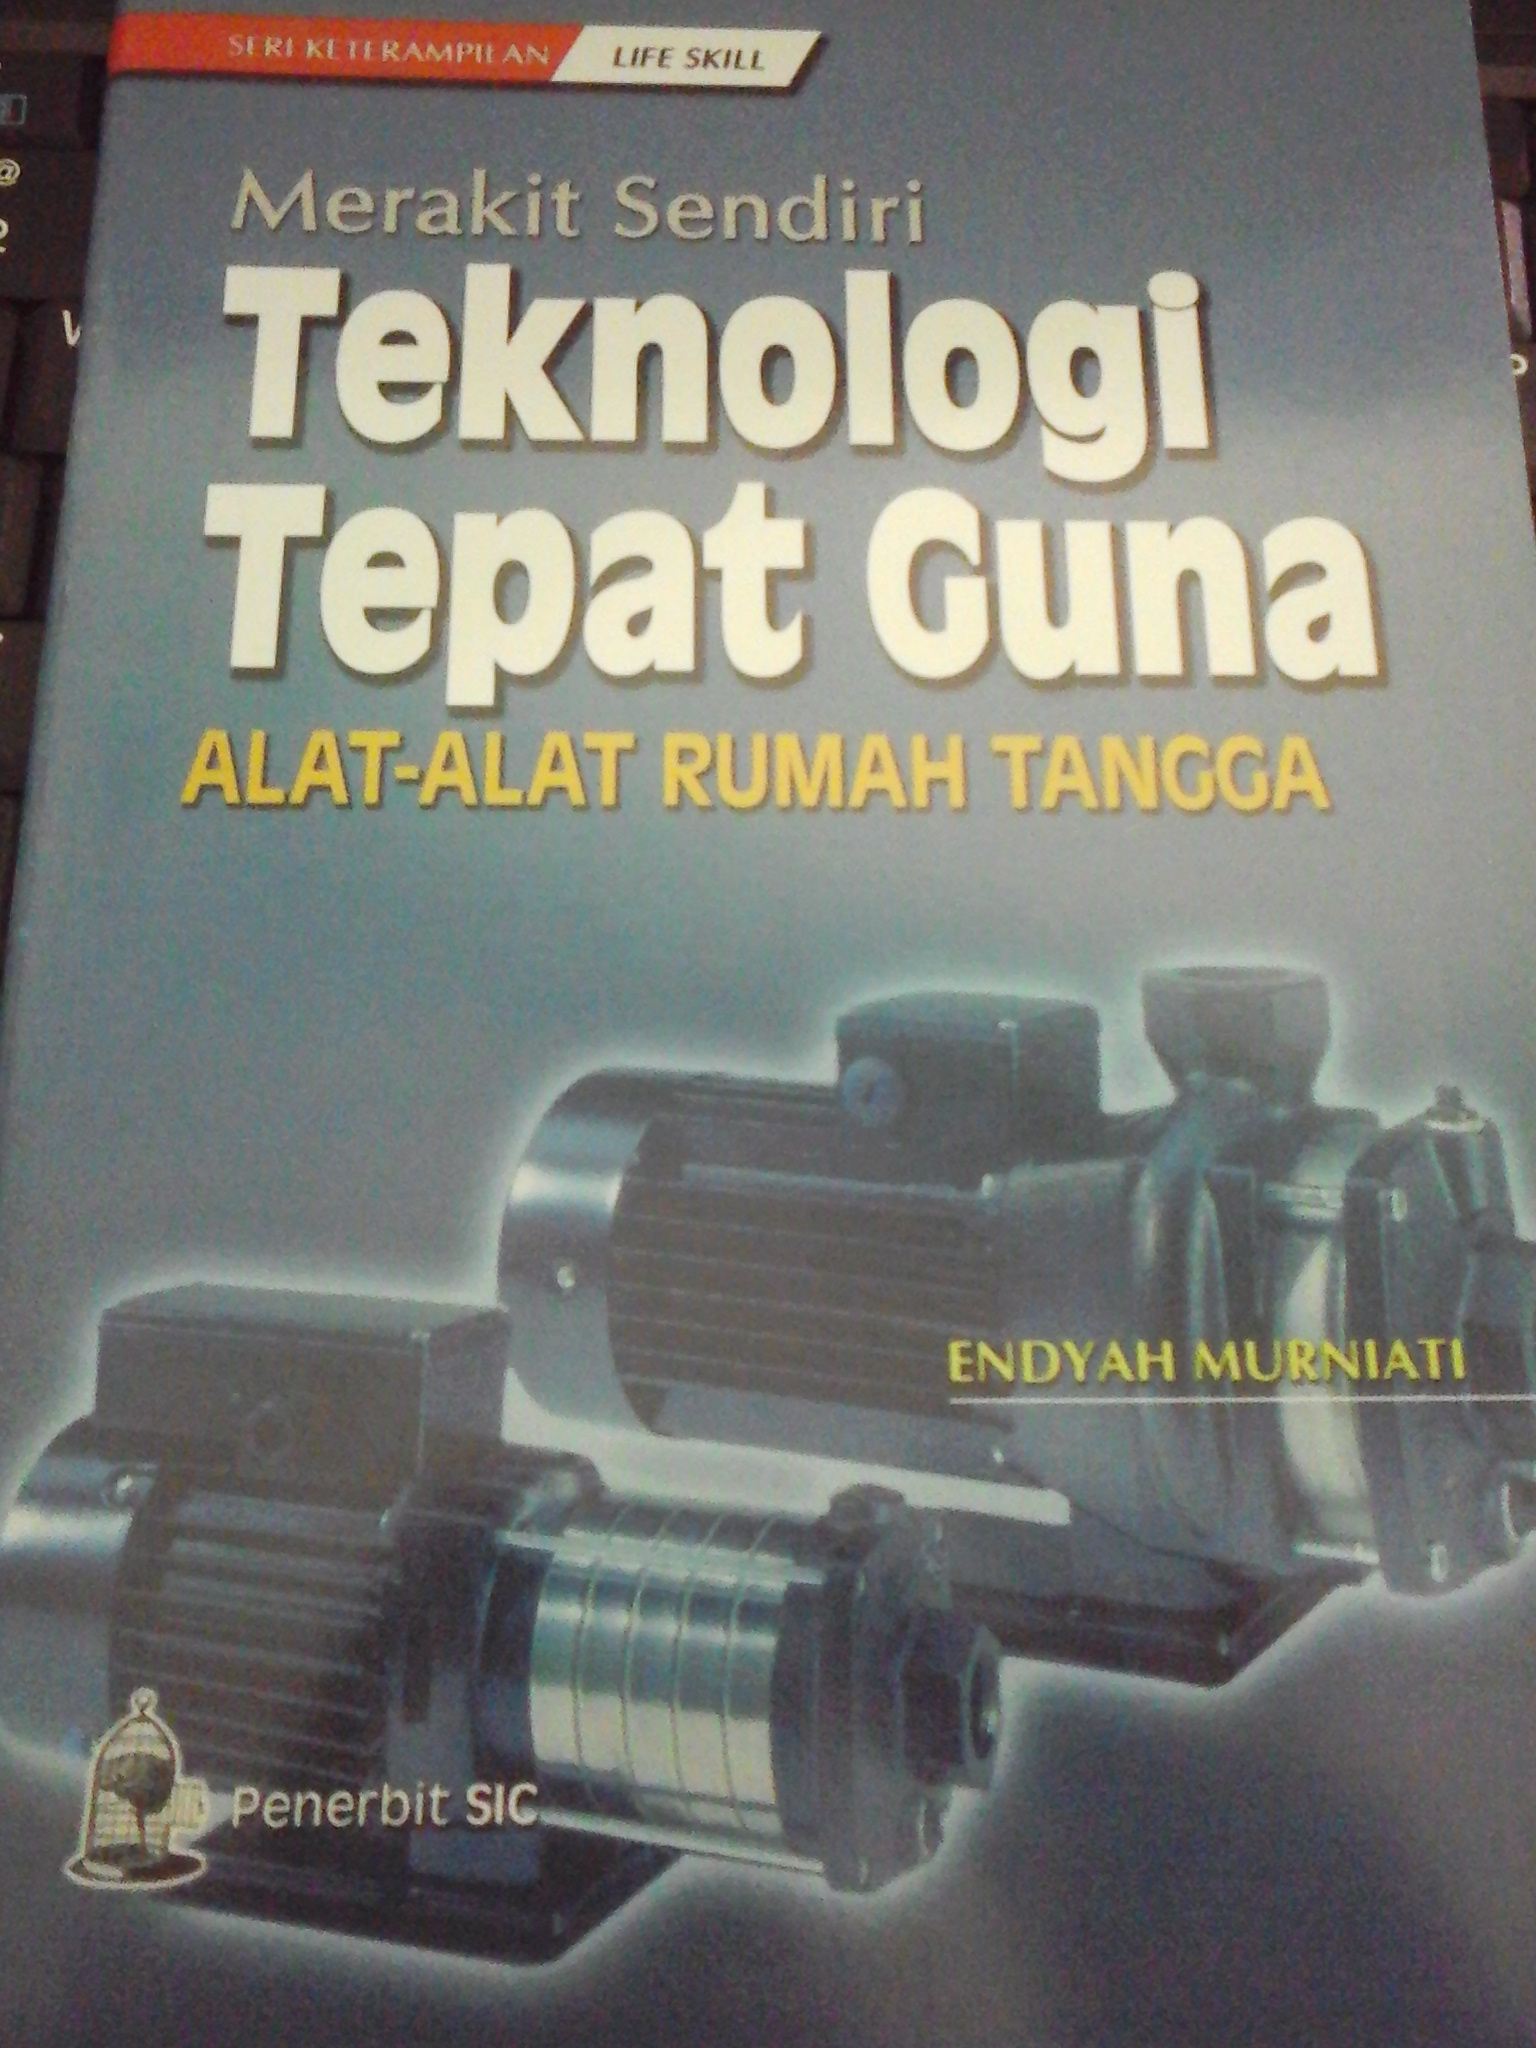 SERI KETERAMPILAN LIFE SKILL
Merakit Sendiri
Teknologi
Tepat Guna
ALAT-ALAT RUMAH TANGGA
ENDYAH MURNIATI
Penerbit SIC